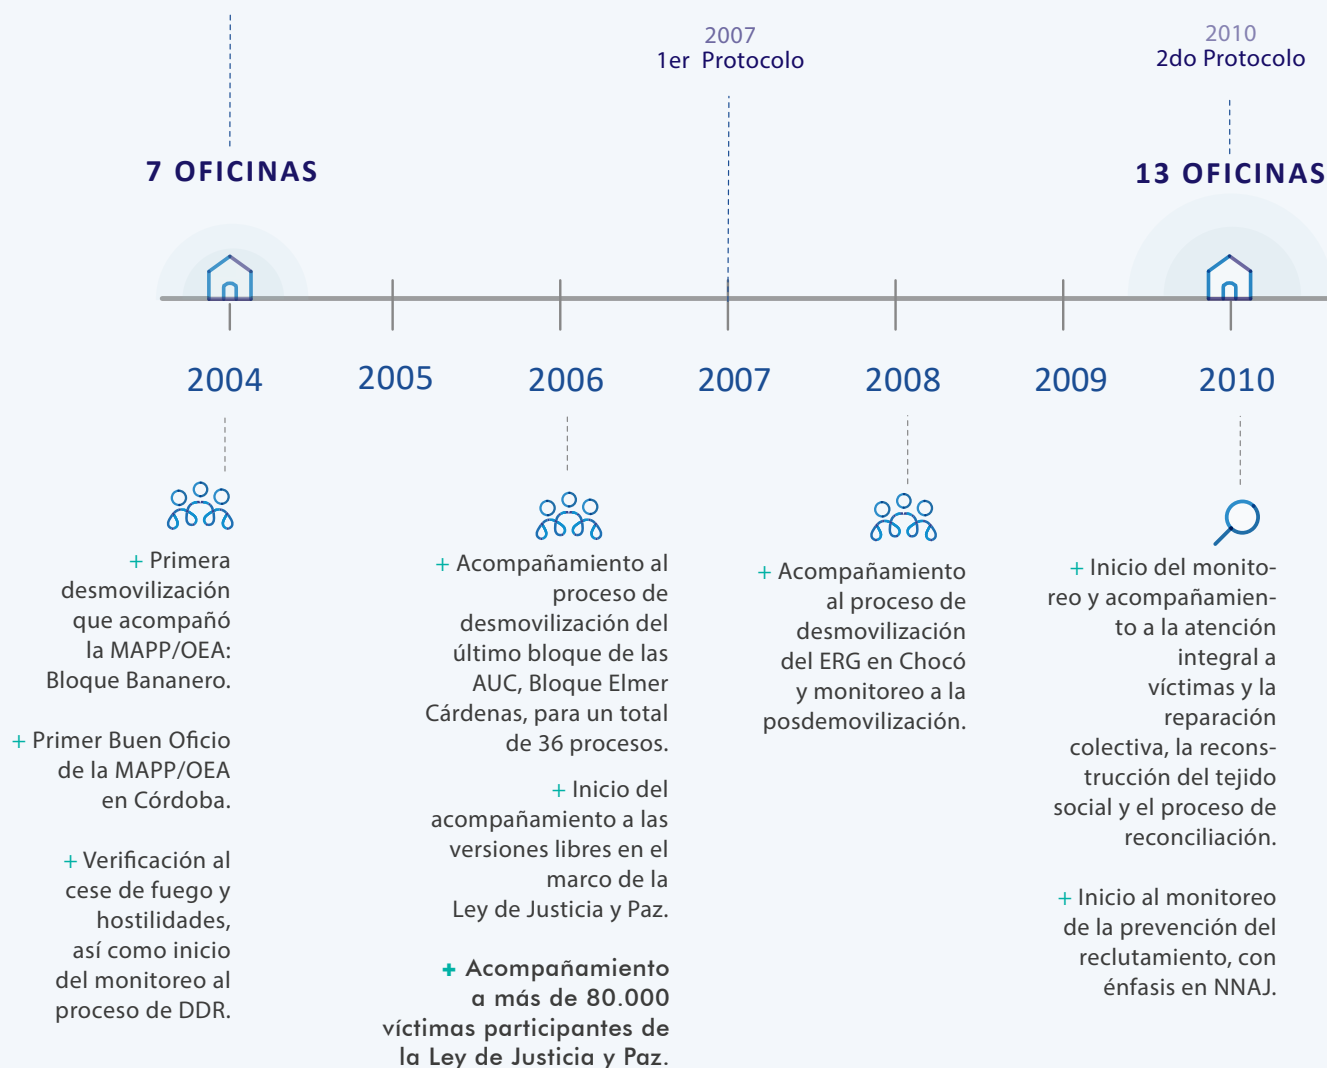 2007
1er Protocolo
2010
2do Protocolo
7 OFICINAS
13 OFICINAS
2004
2005
2006
2007
2008
2009
2010
+ Primera
desmovilización
que acompañó
la MAPP/OEA:
Bloque Bananero.
+ Primer Buen Oficio
de la MAPP/OEA
en Córdoba.
+ Verificación al
cese de fuego y
hostilidades,
así como inicio
del monitoreo al
proceso de DDR.
+ Acompañamiento al
proceso de
desmovilización del
último bloque de las
AUC, Bloque Elmer
Cárdenas, para un total
de 36 procesos.
+ Inicio del
acompañamiento a las
versiones libres en el
marco de la
Ley de Justicia y Paz.
+ Acompañamiento
a más de 80.000
víctimas participantes de
la Ley de Justicia y Paz.
+ Acompañamiento
al proceso de
desmovilización
del ERG en Chocó
y monitoreo a la
posdemovilización.
+ Inicio del monito-
reo y acompañamien-
to a la atención
integral a
víctimas y la
reparación
colectiva, la recons-
trucción del tejido
social y el proceso de
reconciliación.
+ Inicio al monitoreo
de la prevención del
reclutamiento, con
énfasis en NNAJ.